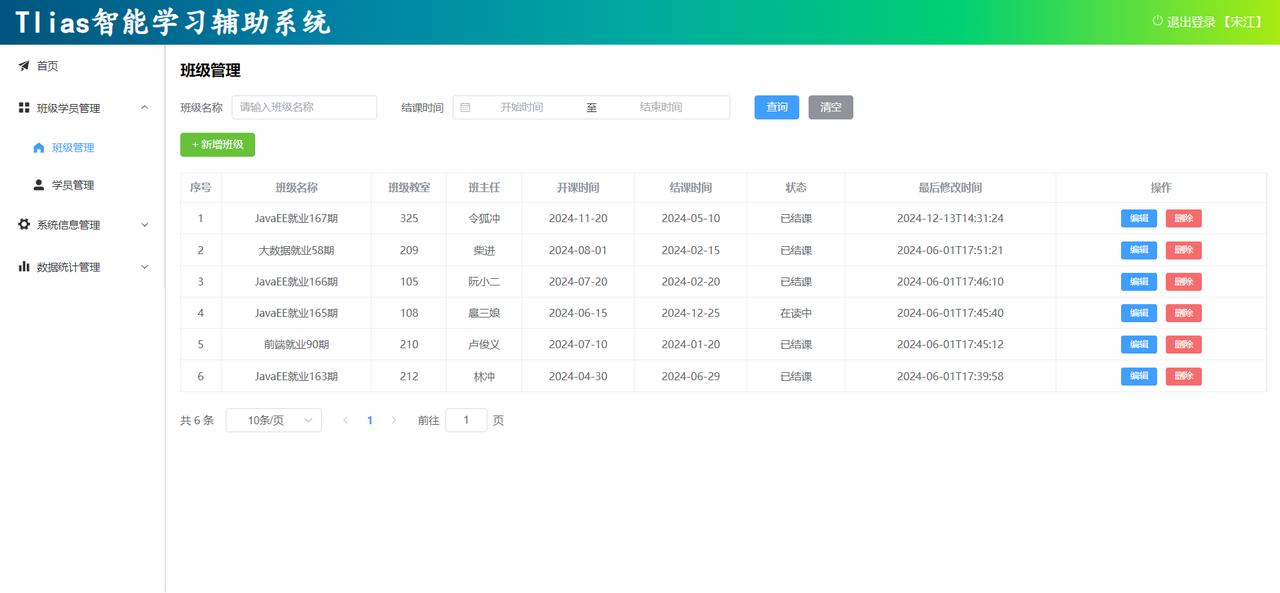 Tlias智能学习辅助系统
退出登录 【宋江】
首页
班级学员管理
班级管理
学员管理
系统信息管理
数据统计管理
班级管理
班级名称 请输入班级名称 结课时间 开始时间 至 结束时间 查询 清空
+ 新增班级
序号 班级名称 班级教室 班主任 开课时间 结课时间 状态 最后修改时间 操作
1 JavaEE就业167期 325 令狐冲 2024-11-20 2024-05-10 已结课 2024-12-13T14:31:24 编辑 删除
2 大数据就业58期 209 柴进 2024-08-01 2024-02-15 已结课 2024-06-01T17:51:21 编辑 删除
3 JavaEE就业166期 105 阮小二 2024-07-20 2024-02-20 已结课 2024-06-01T17:46:10 编辑 删除
4 JavaEE就业165期 108 扈三娘 2024-06-15 2024-12-25 在读中 2024-06-01T17:45:40 编辑 删除
5 前端就业90期 210 卢俊义 2024-07-10 2024-01-20 已结课 2024-06-01T17:45:12 编辑 删除
6 JavaEE就业163期 212 林冲 2024-04-30 2024-06-29 已结课 2024-06-01T17:39:58 编辑 删除
共 6 条 10条/页 1 前往 1 页